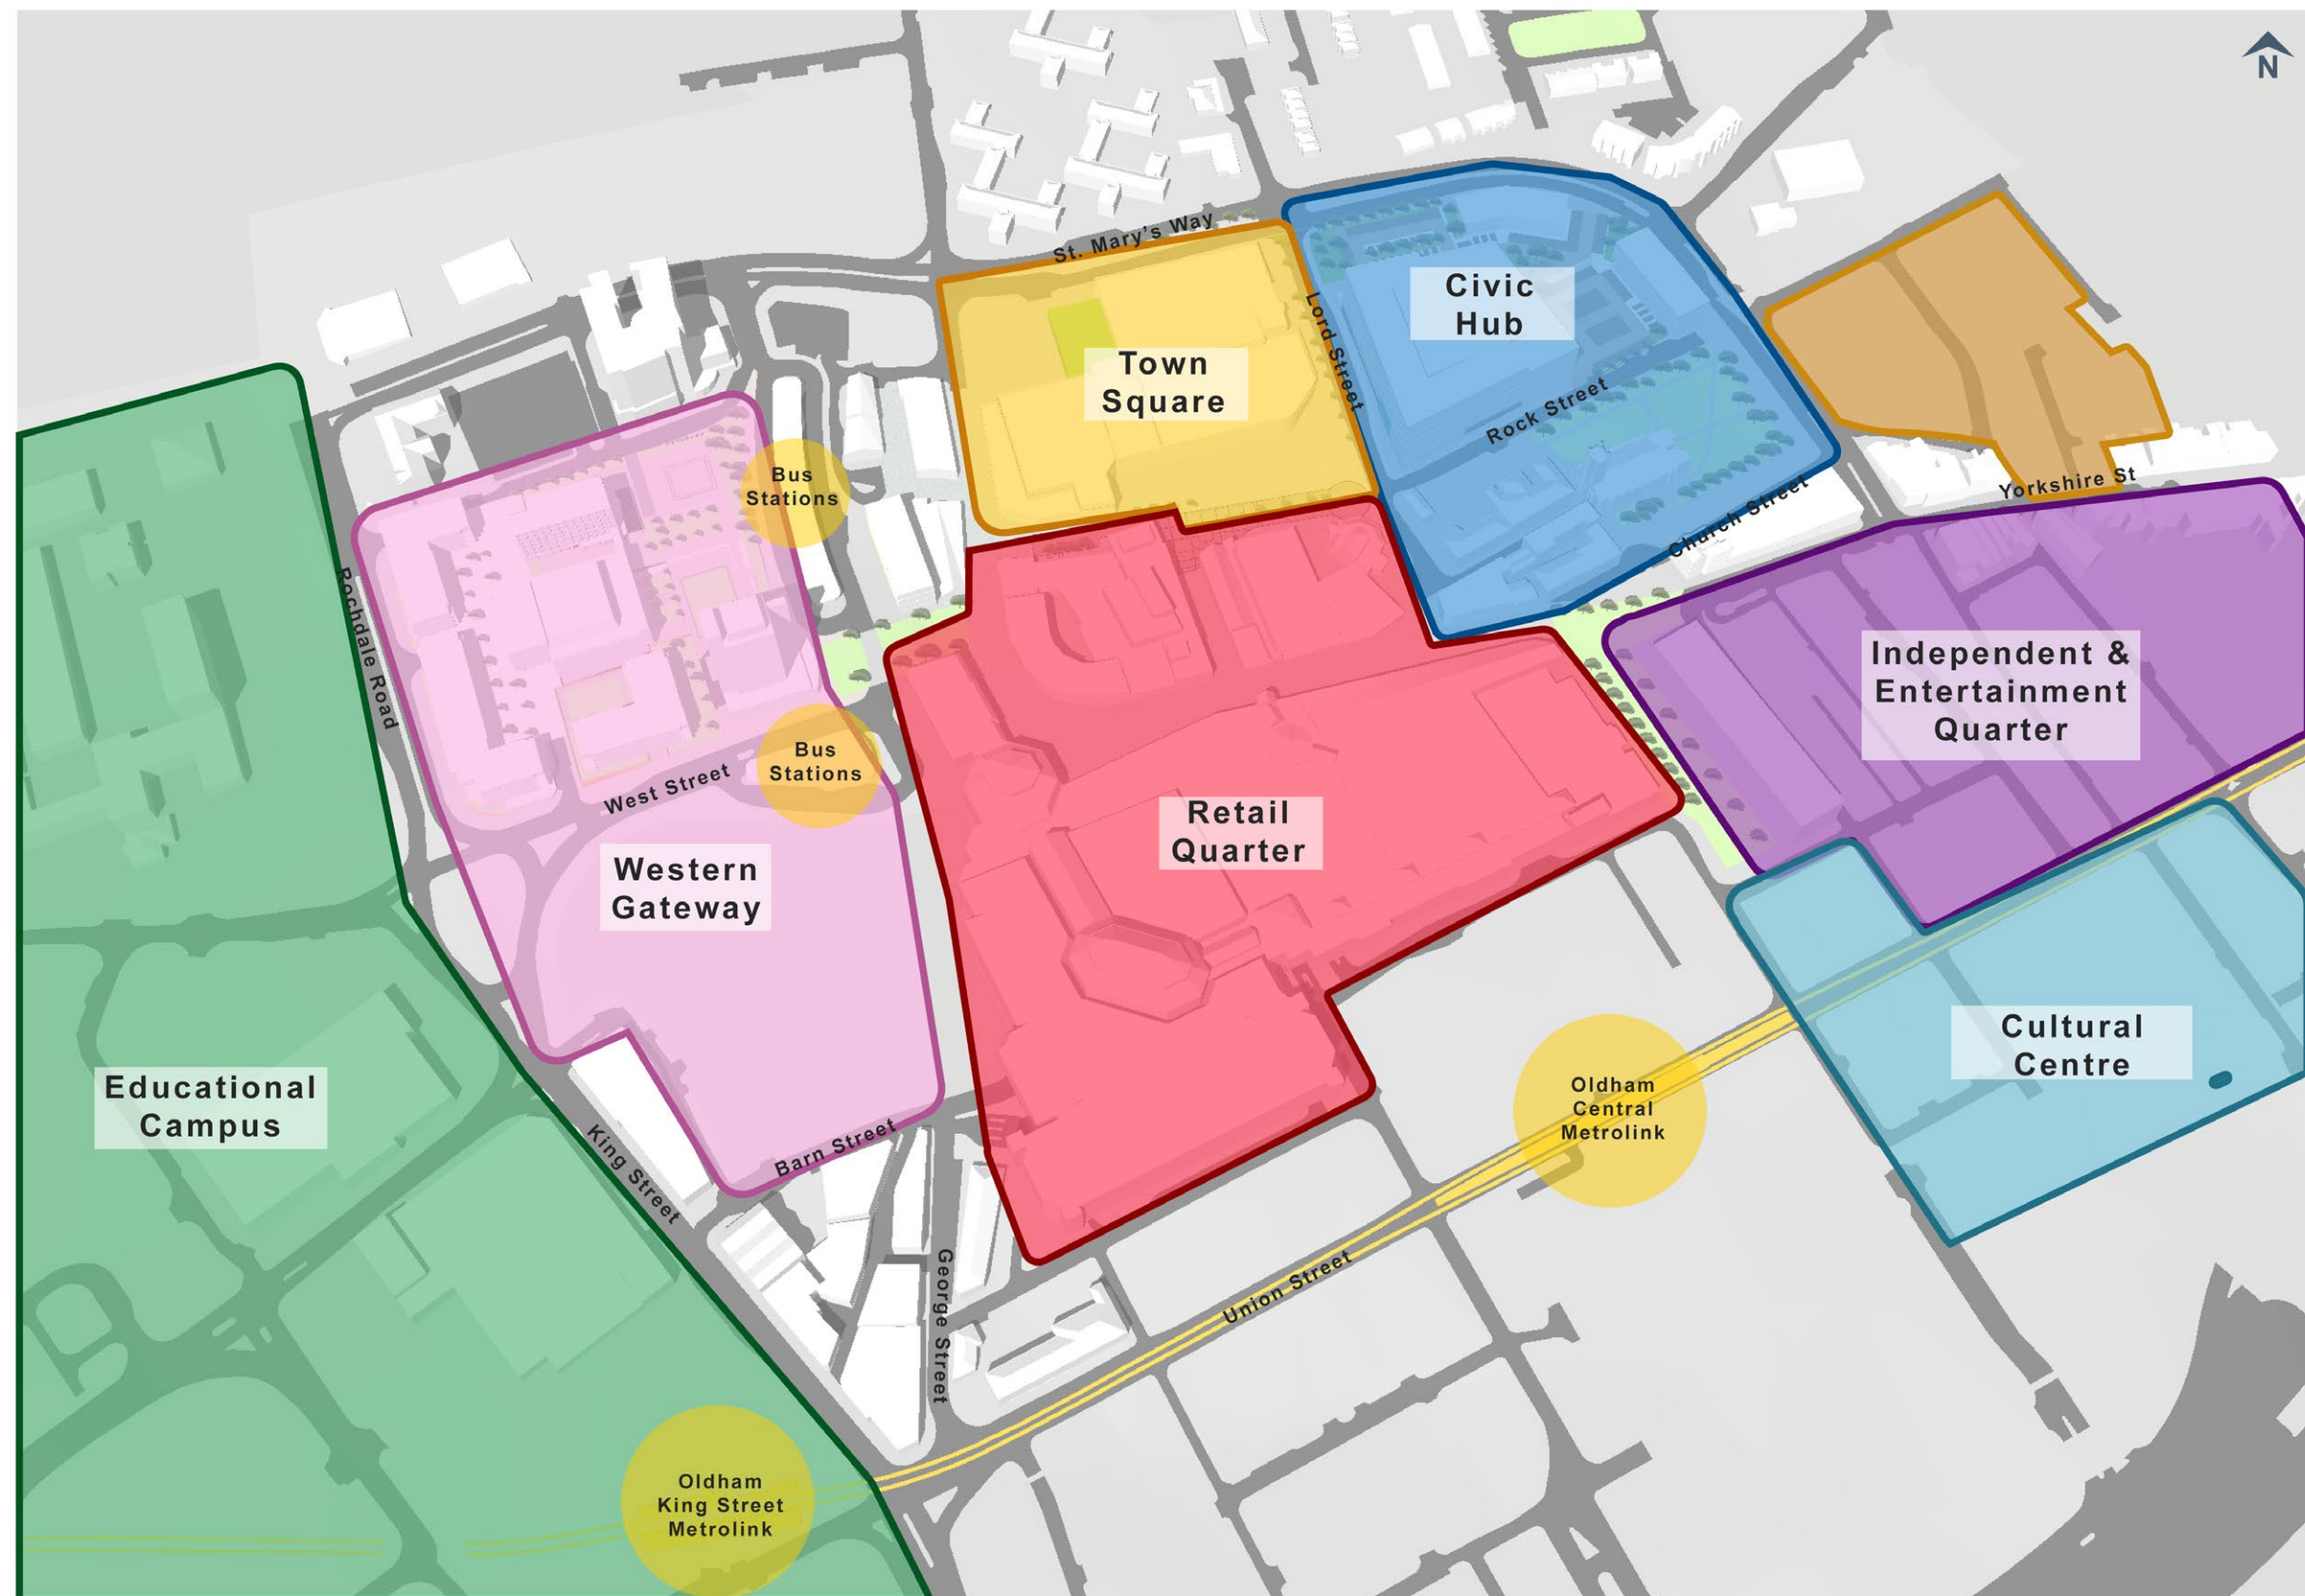 N
St. Mary's Way
Civic
Hub
Town
Square
Lord Street
Rock Street
Bus
Stations
Yorkshire St
Church Street
Rochdale Road
Independent &
Entertainment
Quarter
Bus
Stations
West Street
Retail
Quarter
Western
Gateway
Cultural
Centre
Educational
Campus
Oldham
Central
Metrolink
Barn Street
King Street
George Street
Union Street
Oldham
King Street
Metrolink